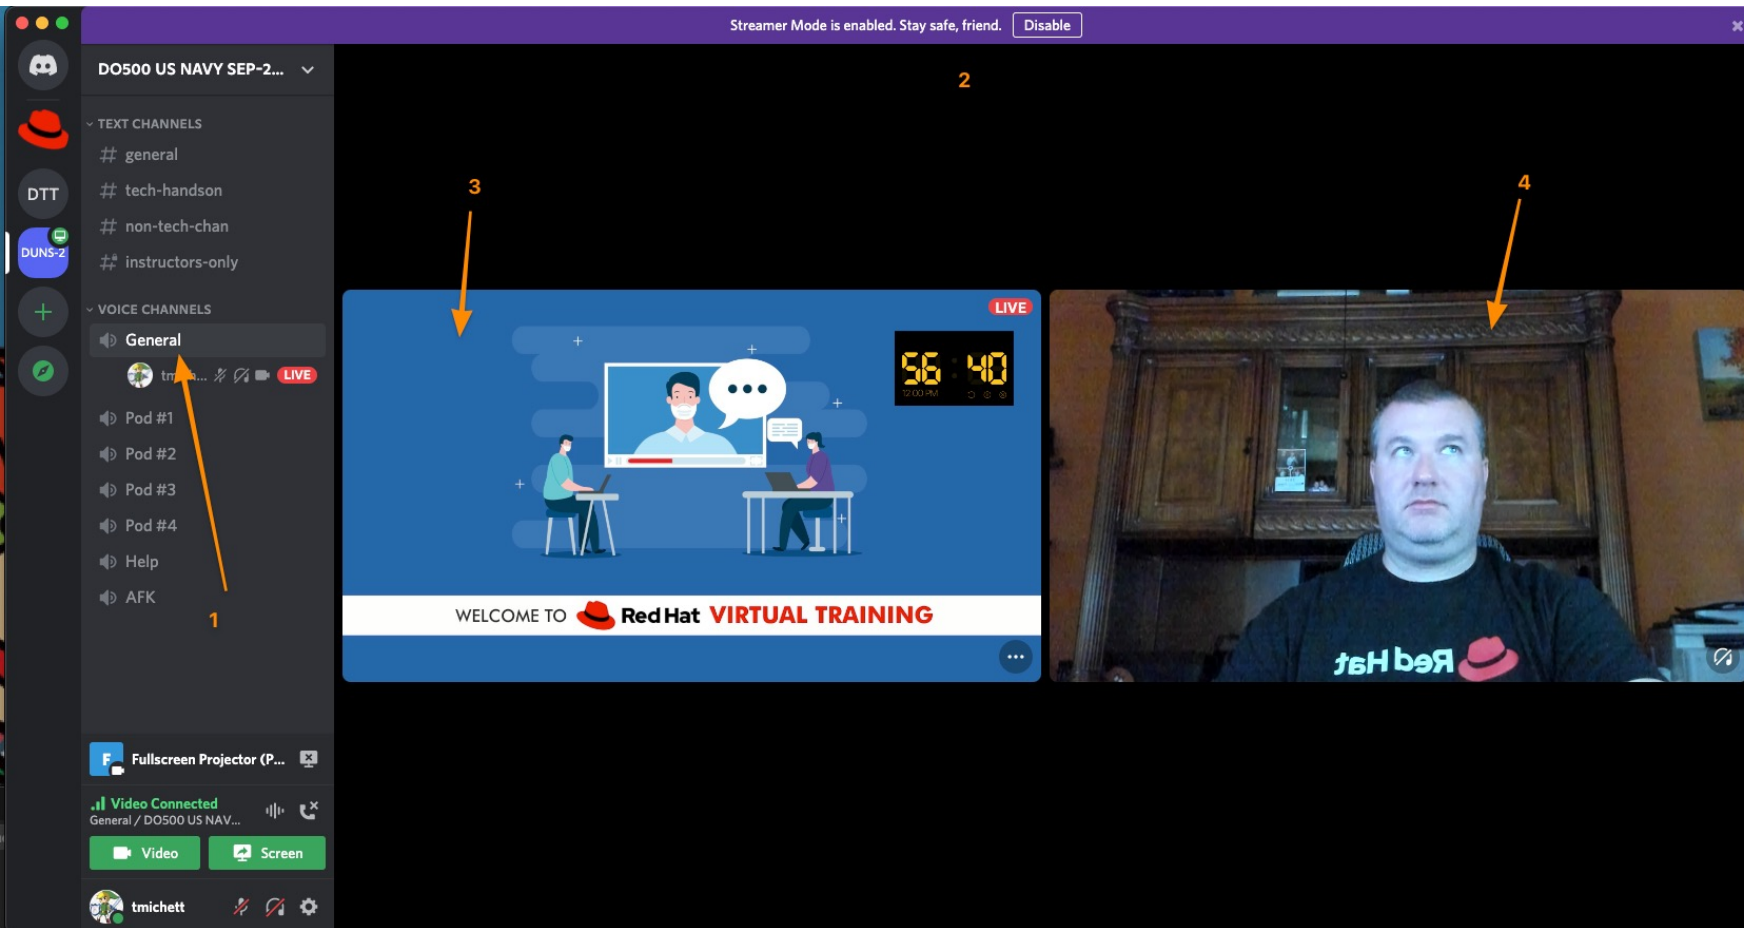 Streamer Mode is enabled. Stay safe, friend. Disable
DO500 US NAVY SEP-2...
2
TEXT CHANNELS
general
tech-handson
non-tech-chan
instructors-only
DTT
DUNS-2
VOICE CHANNELS
General
LIVE
Pod #1
Pod #2
Pod #3
Pod #4
Help
AFK
1
3
LIVE
56:40
12:00 PM
WELCOME TO Red Hat VIRTUAL TRAINING
4
Red Hat
F
Fullscreen Projector (P...
Video Connected
General / DO500 US NAV...
Video
Screen
tmichett